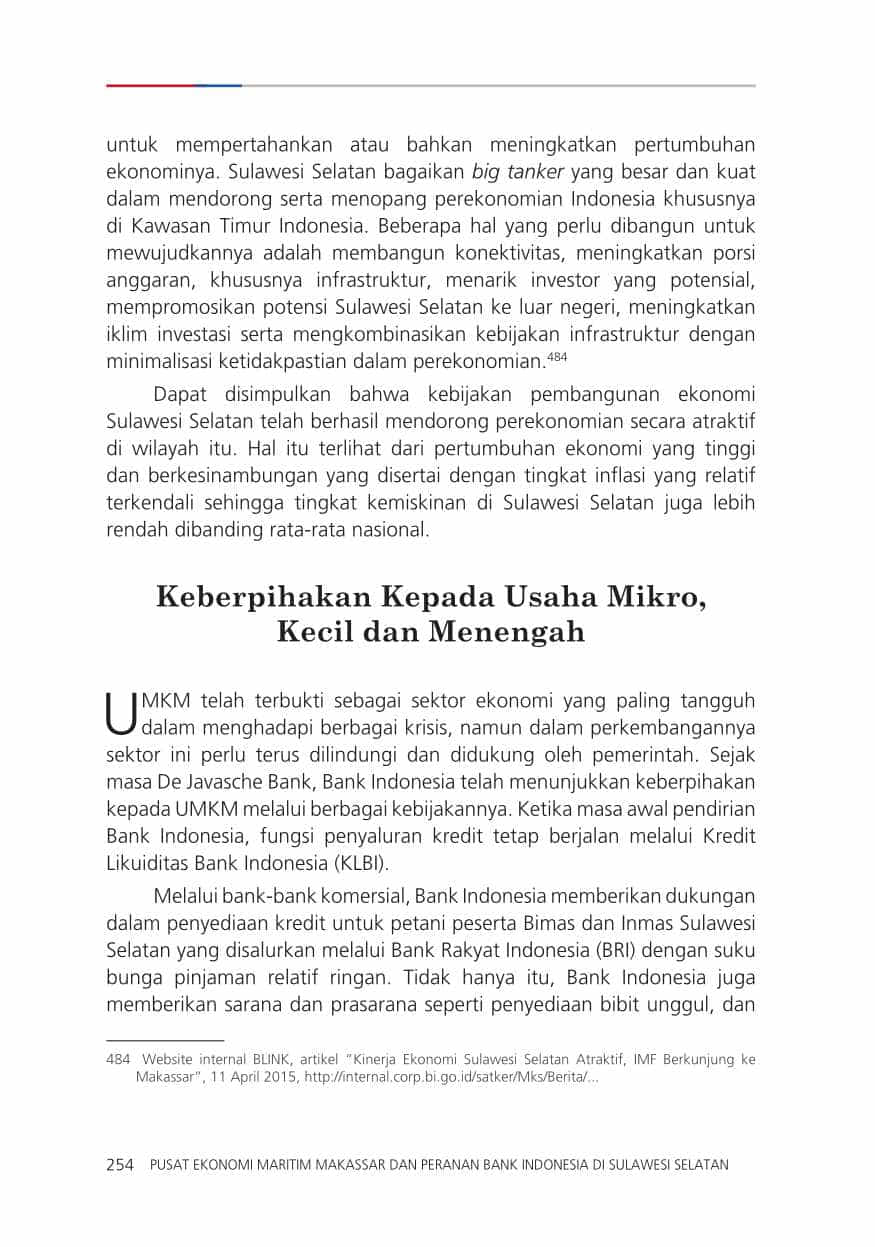 untuk mempertahankan atau bahkan meningkatkan pertumbuhan
ekonominya. Sulawesi Selatan bagaikan big tanker yang besar dan kuat
dalam mendorong serta menopang perekonomian Indonesia khususnya
di Kawasan Timur Indonesia. Beberapa hal yang perlu dibangun untuk
mewujudkannya adalah membangun konektivitas, meningkatkan porsi
anggaran, khususnya infrastruktur, menarik investor yang potensial,
mempromosikan potensi Sulawesi Selatan ke luar negeri, meningkatkan
iklim investasi serta mengkombinasikan kebijakan infrastruktur dengan
minimalisasi ketidakpastian dalam perekonomian.484
Dapat disimpulkan bahwa kebijakan pembangunan ekonomi
Sulawesi Selatan telah berhasil mendorong perekonomian secara atraktif
di wilayah itu. Hal itu terlihat dari pertumbuhan ekonomi yang tinggi
dan berkesinambungan yang disertai dengan tingkat inflasi yang relatif
terkendali sehingga tingkat kemiskinan di Sulawesi Selatan juga lebih
rendah dibanding rata-rata nasional.
Keberpihakan Kepada Usaha Mikro,
Kecil dan Menengah
UMKM telah terbukti sebagai sektor ekonomi yang paling tangguh
dalam menghadapi berbagai krisis, namun dalam perkembangannya
sektor ini perlu terus dilindungi dan didukung oleh pemerintah. Sejak
masa De Javasche Bank, Bank Indonesia telah menunjukkan keberpihakan
kepada UMKM melalui berbagai kebijakannya. Ketika masa awal pendirian
Bank Indonesia, fungsi penyaluran kredit tetap berjalan melalui Kredit
Likuiditas Bank Indonesia (KLBI).
Melalui bank-bank komersial, Bank Indonesia memberikan dukungan
dalam penyediaan kredit untuk petani peserta Bimas dan Inmas Sulawesi
Selatan yang disalurkan melalui Bank Rakyat Indonesia (BRI) dengan suku
bunga pinjaman relatif ringan. Tidak hanya itu, Bank Indonesia juga
memberikan sarana dan prasarana seperti penyediaan bibit unggul, dan
484 Website internal BLINK, artikel "Kinerja Ekonomi Sulawesi Selatan Atraktif, IMF Berkunjung ke
Makassar", 11 April 2015, http://internal.corp.bi.go.id/satker/Mks/Berita/...
254 PUSAT EKONOMI MARITIM MAKASSAR DAN PERANAN BANK INDONESIA DI SULAWESI SELATAN